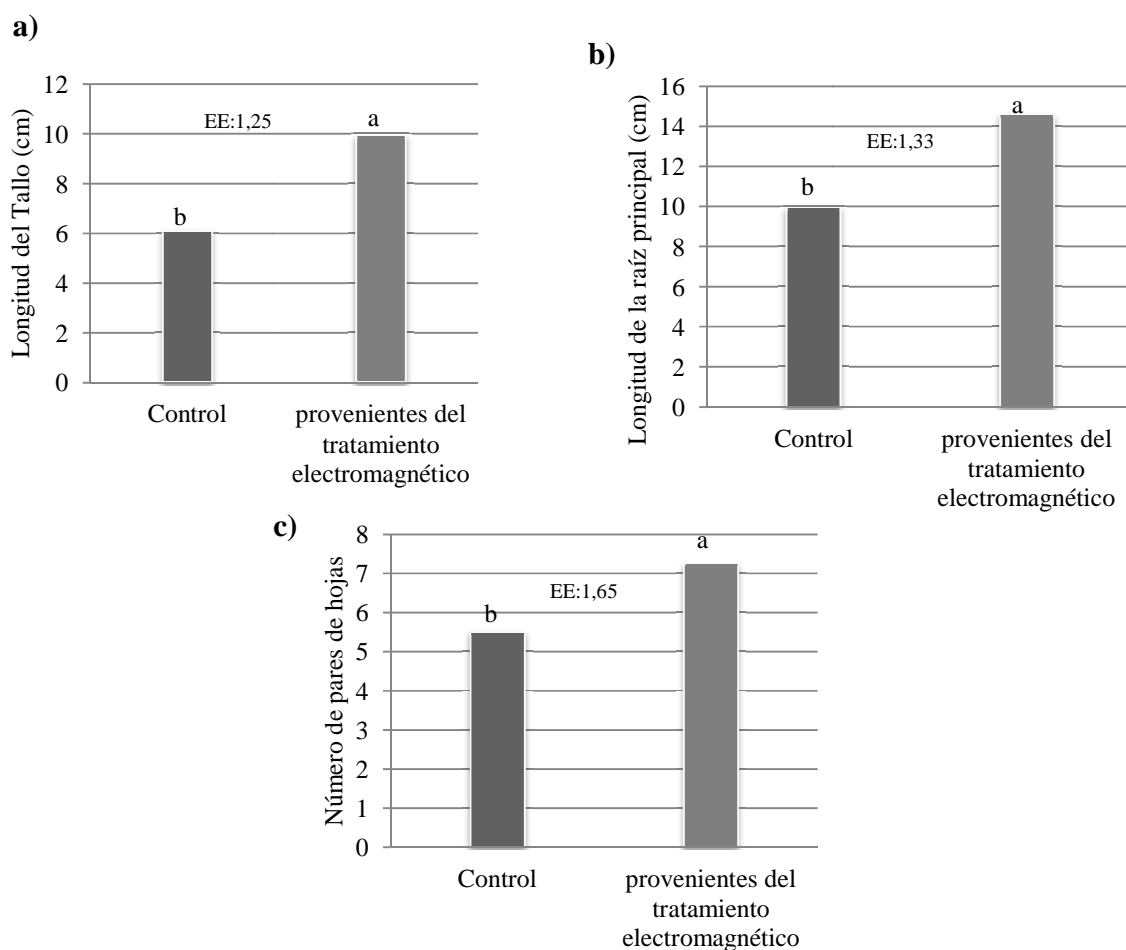 a)
Longitud del Tallo (cm)
12
10
8
6
4
2
0
EE:1,25
b
a
Control
provenientes del
tratamiento
electromagnético
b)
Longitud de la raíz principal (cm)
16
14
12
10
8
6
4
2
0
EE:1,33
b
a
Control
provenientes del
tratamiento
electromagnético
c)
Número de pares de hojas
8
7
6
5
4
3
2
1
0
EE:1,65
b
a
Control
provenientes del
tratamiento
electromagnético